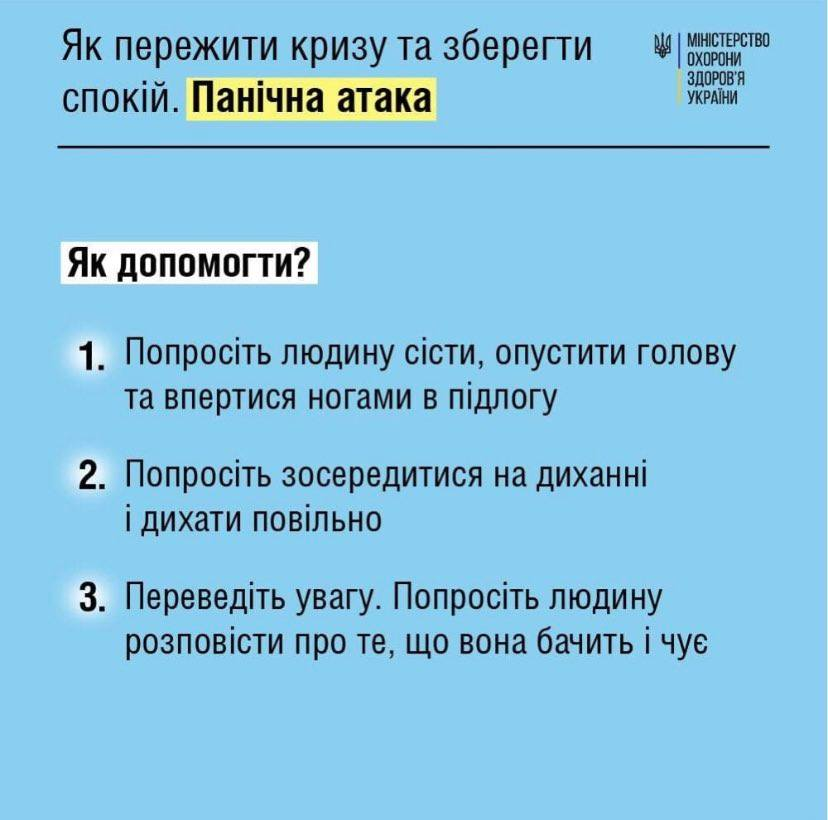 Як пережити кризу та зберегти
спокій. Панічна атака
МІНІСТЕРСТВО
ОХОРОНИ
ЗДОРОВ'Я
УКРАЇНИ
Як допомогти?
1. Попросіть людину сісти, опустити голову
та впертися ногами в підлогу
2. Попросіть зосередитися на диханні
і дихати повільно
3. Переведіть увагу. Попросіть людину
розповісти про те, що вона бачить і чує